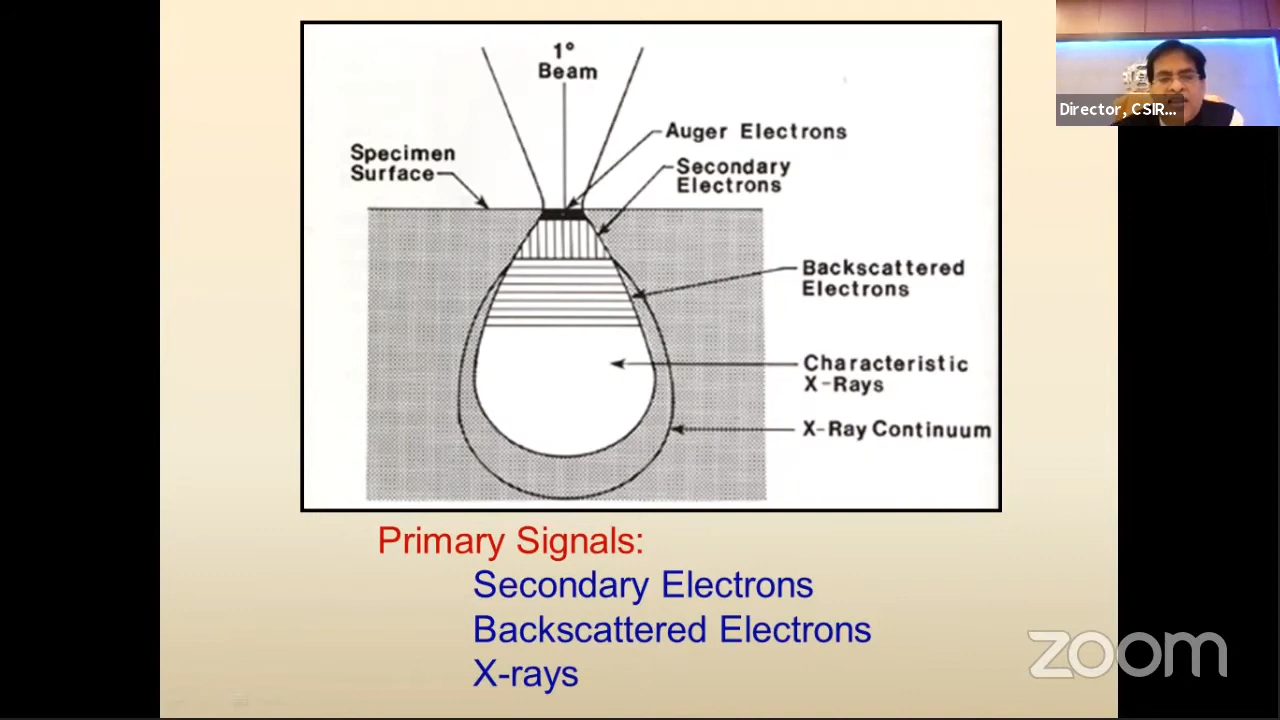 1° 
Beam
Auger Electrons
Specimen
Surface
Secondary
Electrons
Backscattered
Electrons
Characteristic
X-Rays
X-Ray Continuum
Primary Signals:
Secondary Electrons
Backscattered Electrons
X-rays
Director, CSIR...
zoom